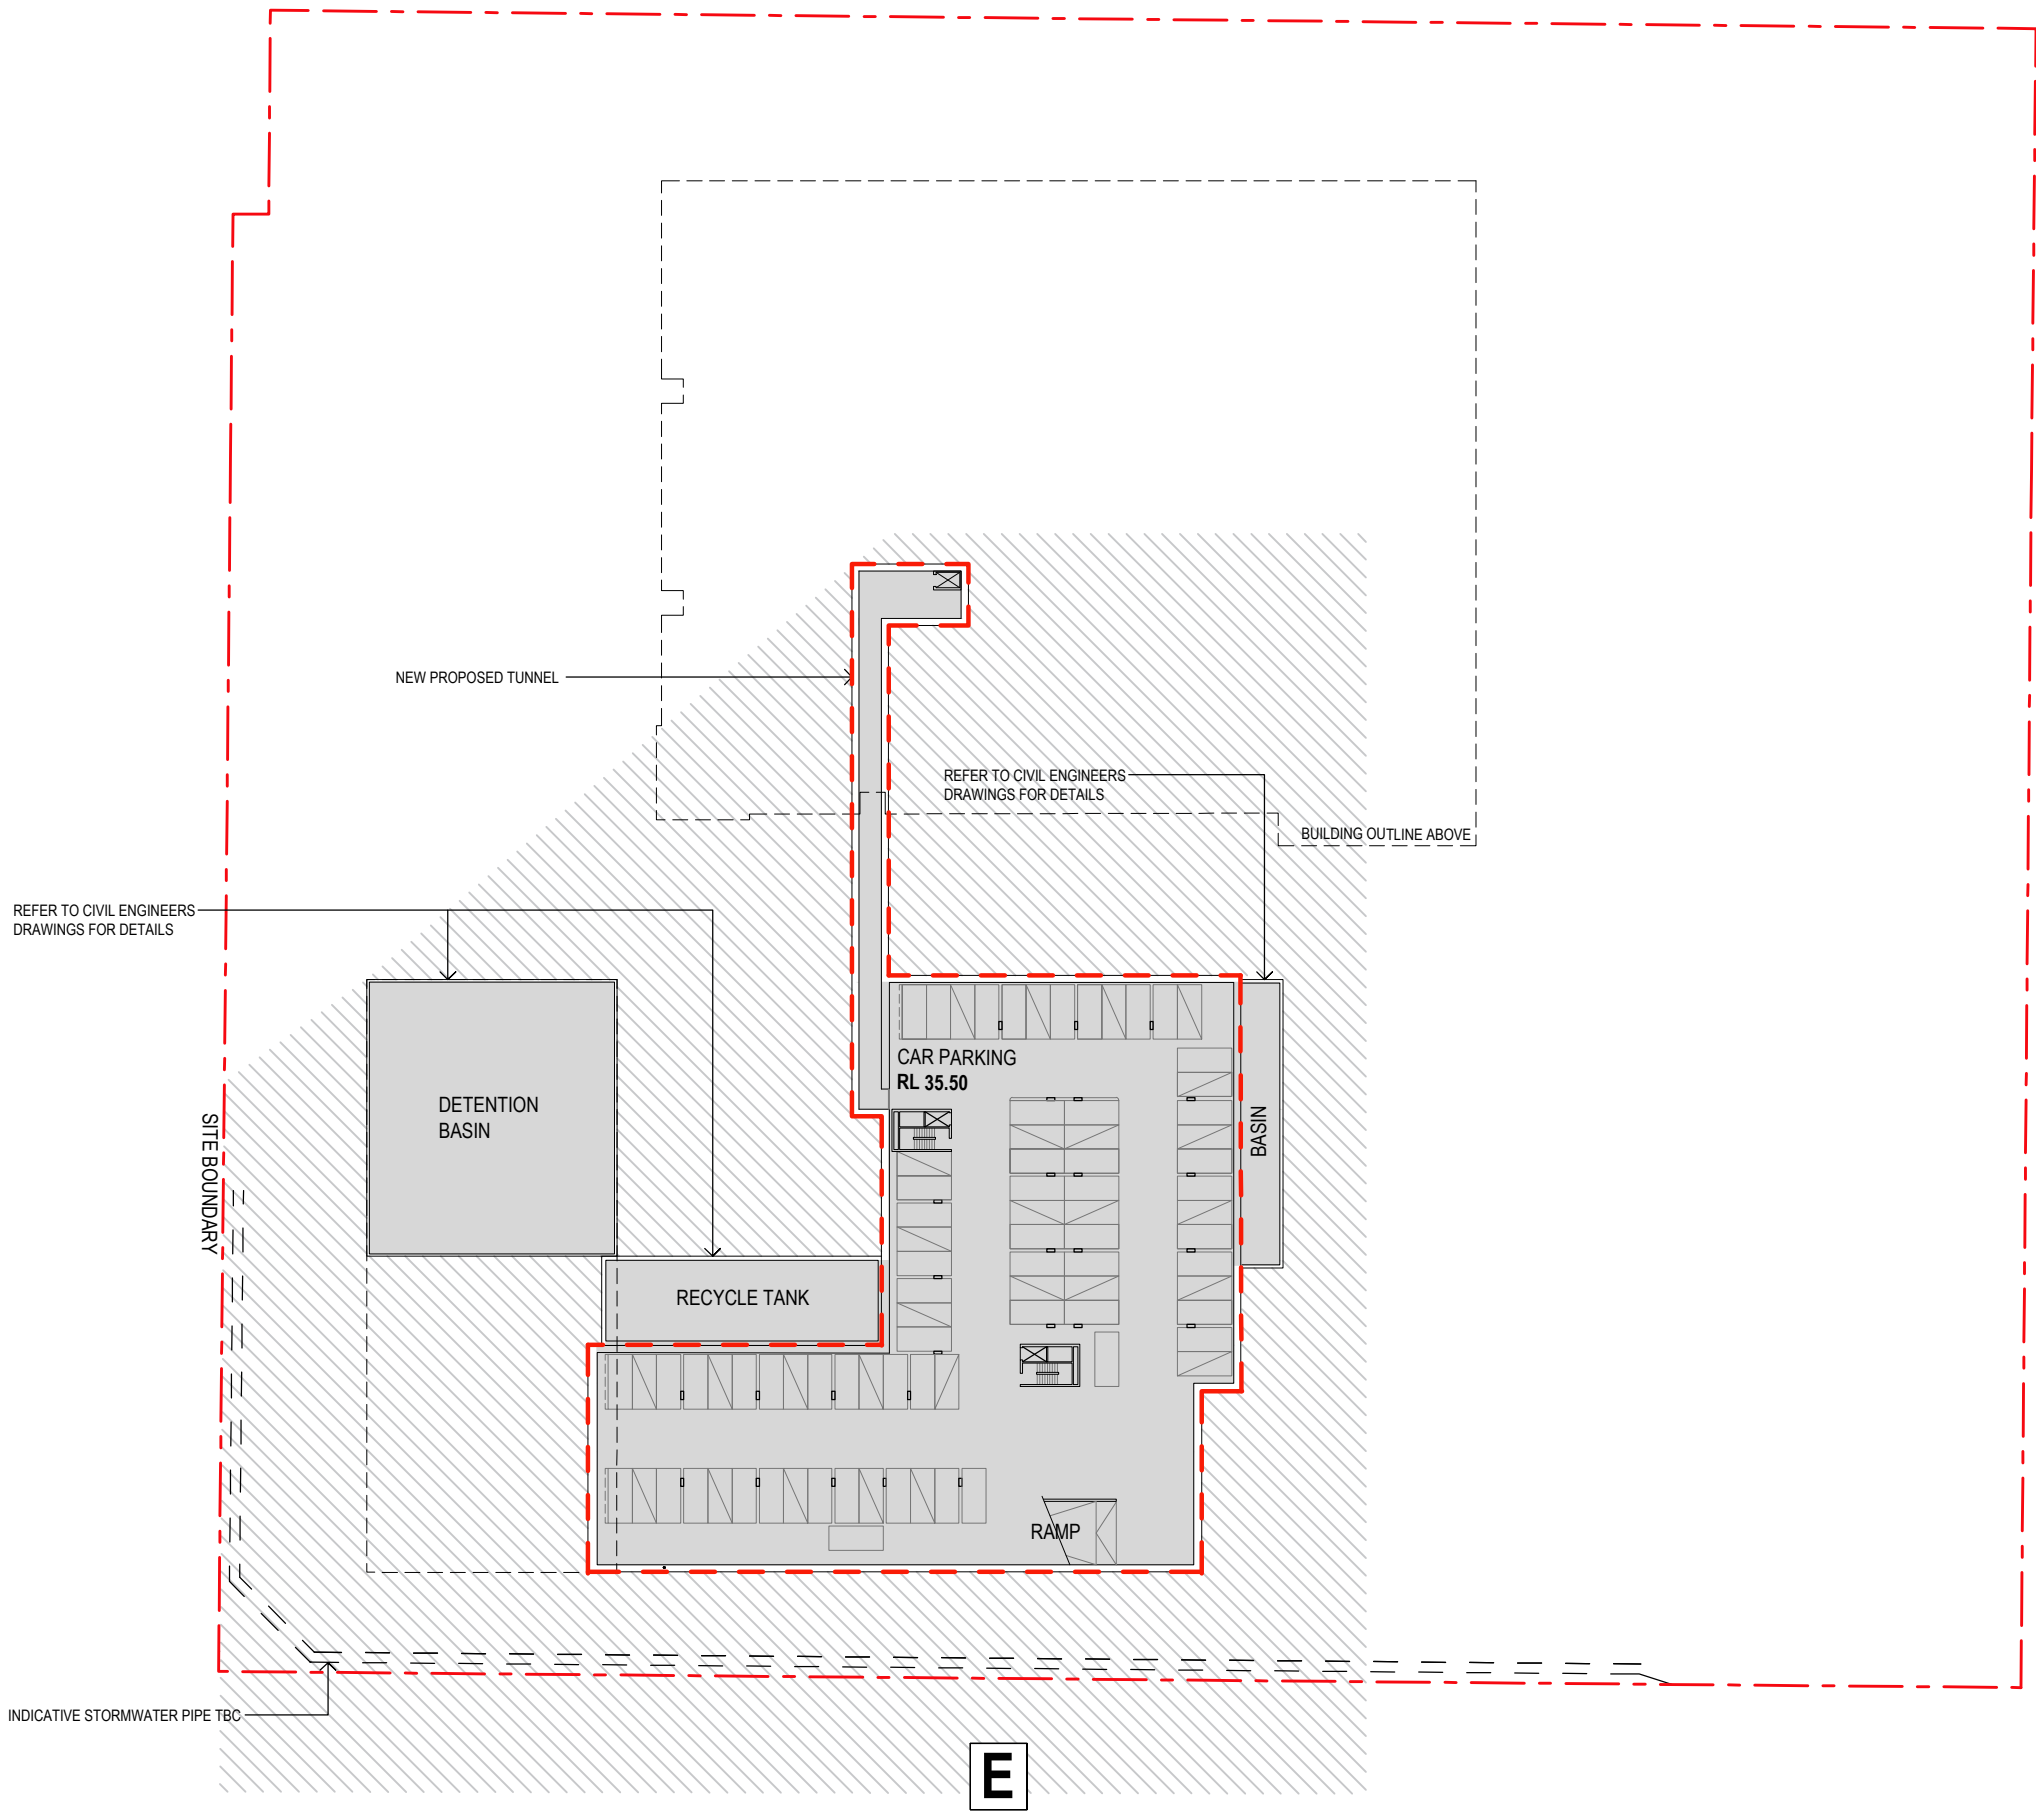 NEW PROPOSED TUNNEL
REFER TO CIVIL ENGINEERS
DRAWINGS FOR DETAILS
BUILDING OUTLINE ABOVE
REFER TO CIVIL ENGINEERS
DRAWINGS FOR DETAILS
CAR PARKING
RL 35.50
DETENTION
BASIN
SITE BOUNDARY
BASIN
RECYCLE TANK
RAMP
INDICATIVE STORMWATER PIPE TBC
E